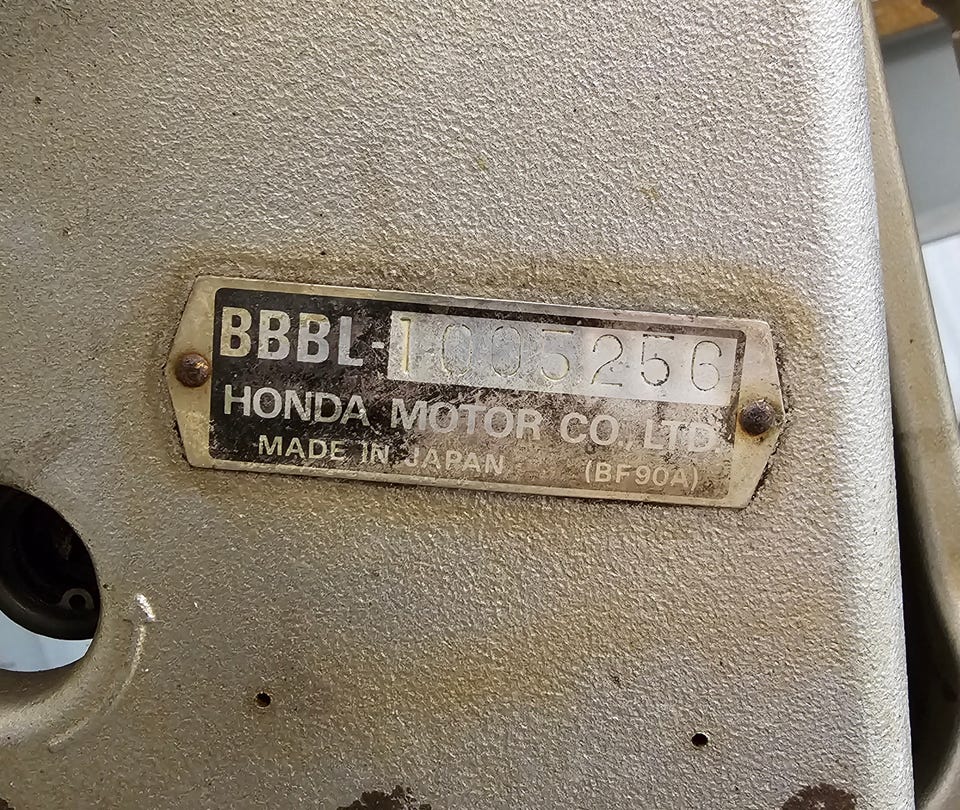 BBBL-1005256
HONDA MOTOR CO., LTD.
MADE IN JAPAN (BF90A)